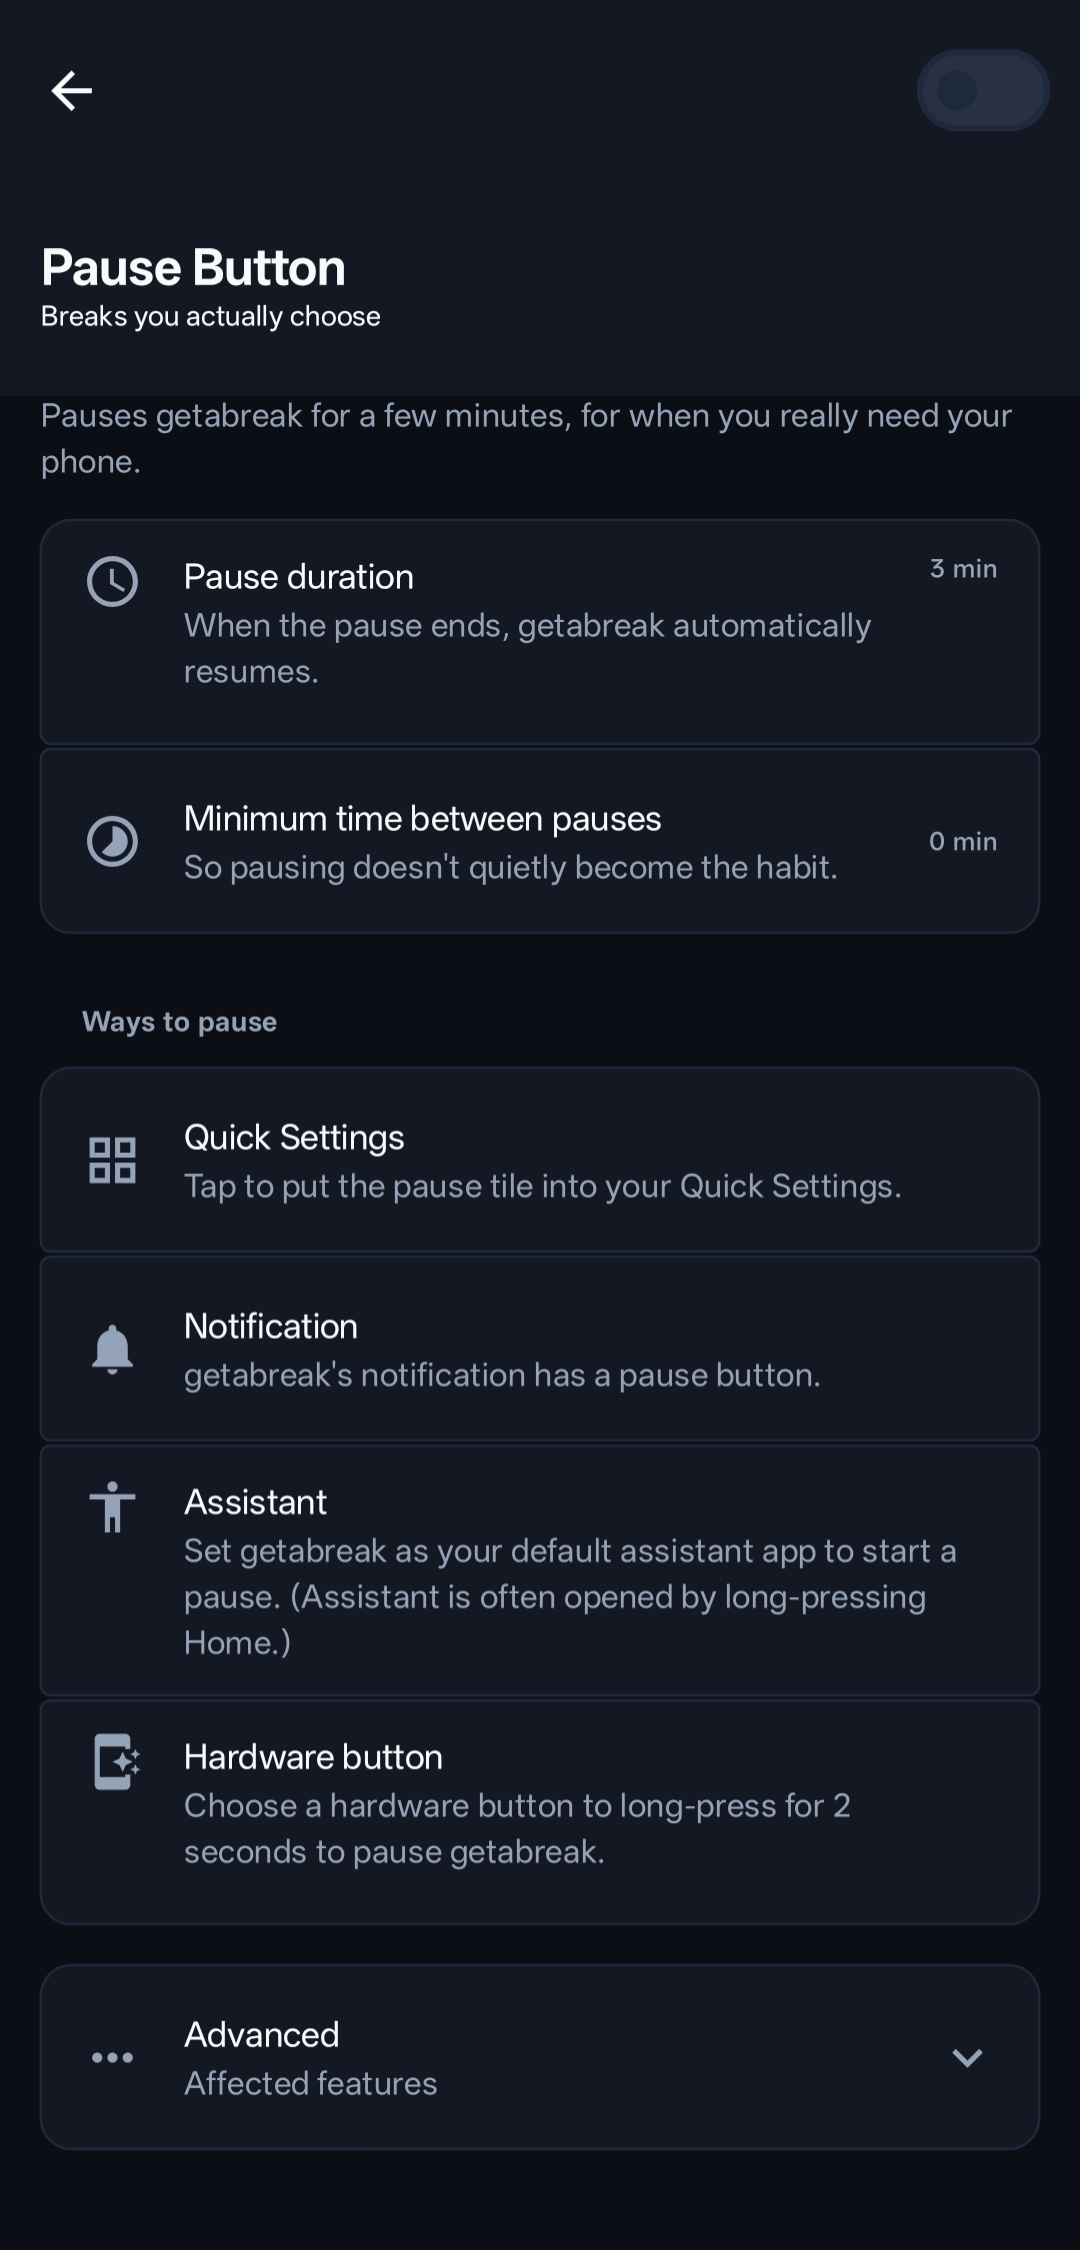 Pause Button
Breaks you actually choose
Pauses getabreak for a few minutes, for when you really need your
phone.
Pause duration
3 min
When the pause ends, getabreak automatically
resumes.
Minimum time between pauses
So pausing doesn't quietly become the habit.
0 min
Ways to pause
Quick Settings
Tap to put the pause tile into your Quick Settings.
Notification
getabreak's notification has a pause button.
Assistant
Set getabreak as your default assistant app to start a
pause. (Assistant is often opened by long-pressing
Home.)
Hardware button
Choose a hardware button to long-press for 2
seconds to pause getabreak.
Advanced
Affected features